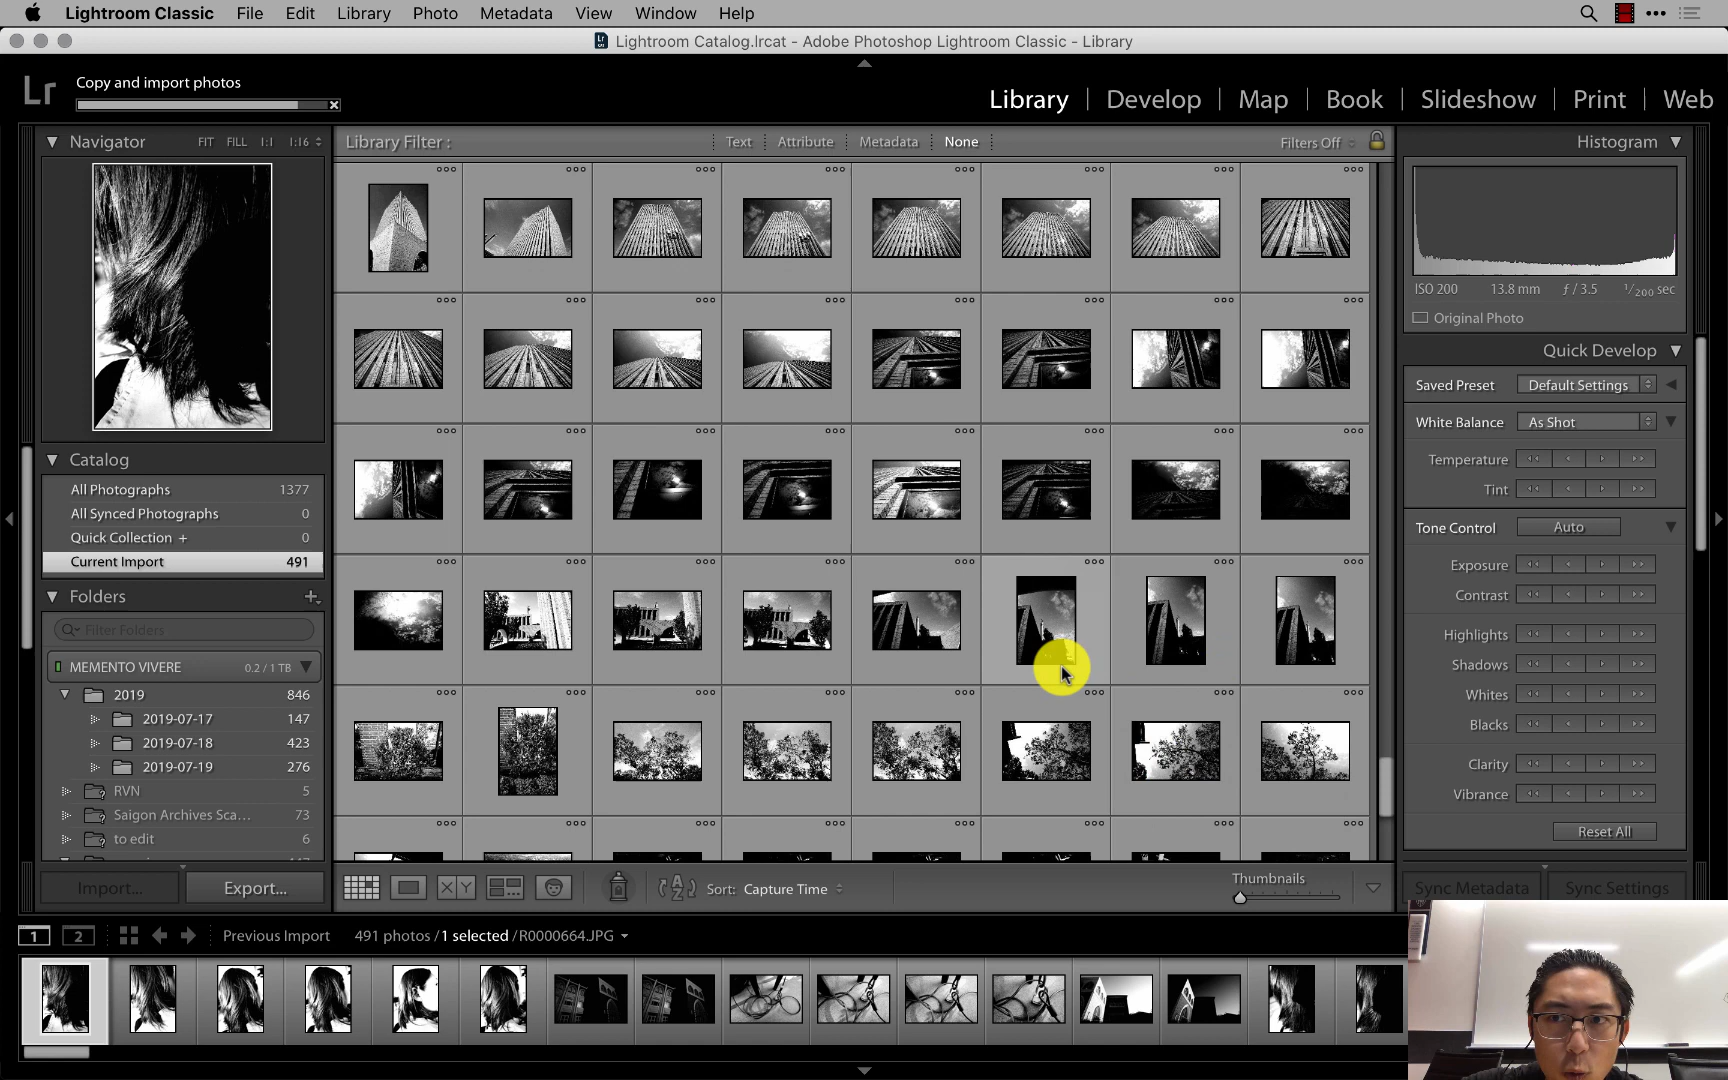 Lightroom Classic File Edit Library Photo Metadata View Window Help
Lightroom Catalog.lrcat - Adobe Photoshop Lightroom Classic - Library
Lr
Copy and import photos
Library | Develop | Map | Book | Slideshow | Print | Web
Navigator FIT FILL 1:1 1:16
Library Filter : Text Attribute Metadata None Filters Off
Histogram
ISO 200 13.8 mm ƒ / 3.5 1/200 sec
Original Photo
Quick Develop
Saved Preset Default Settings
White Balance As Shot
Temperature
Tint
Tone Control Auto
Exposure
Contrast
Highlights
Shadows
Whites
Blacks
Clarity
Vibrance
Reset All
Catalog
All Photographs 1377
All Synced Photographs 0
Quick Collection + 0
Current Import 491
Folders +
Filter Folders
MEMENTO VIVERE 0.2 / 1 TB
2019 846
2019-07-17 147
2019-07-18 423
2019-07-19 276
RVN 5
Saigon Archives Sca... 73
to edit 6
Import... Export...
X Y
A Z Sort: Capture Time
Thumbnails
Sync Metadata Sync Settings
1 2 Previous Import 491 photos / 1 selected / R0000664.JPG